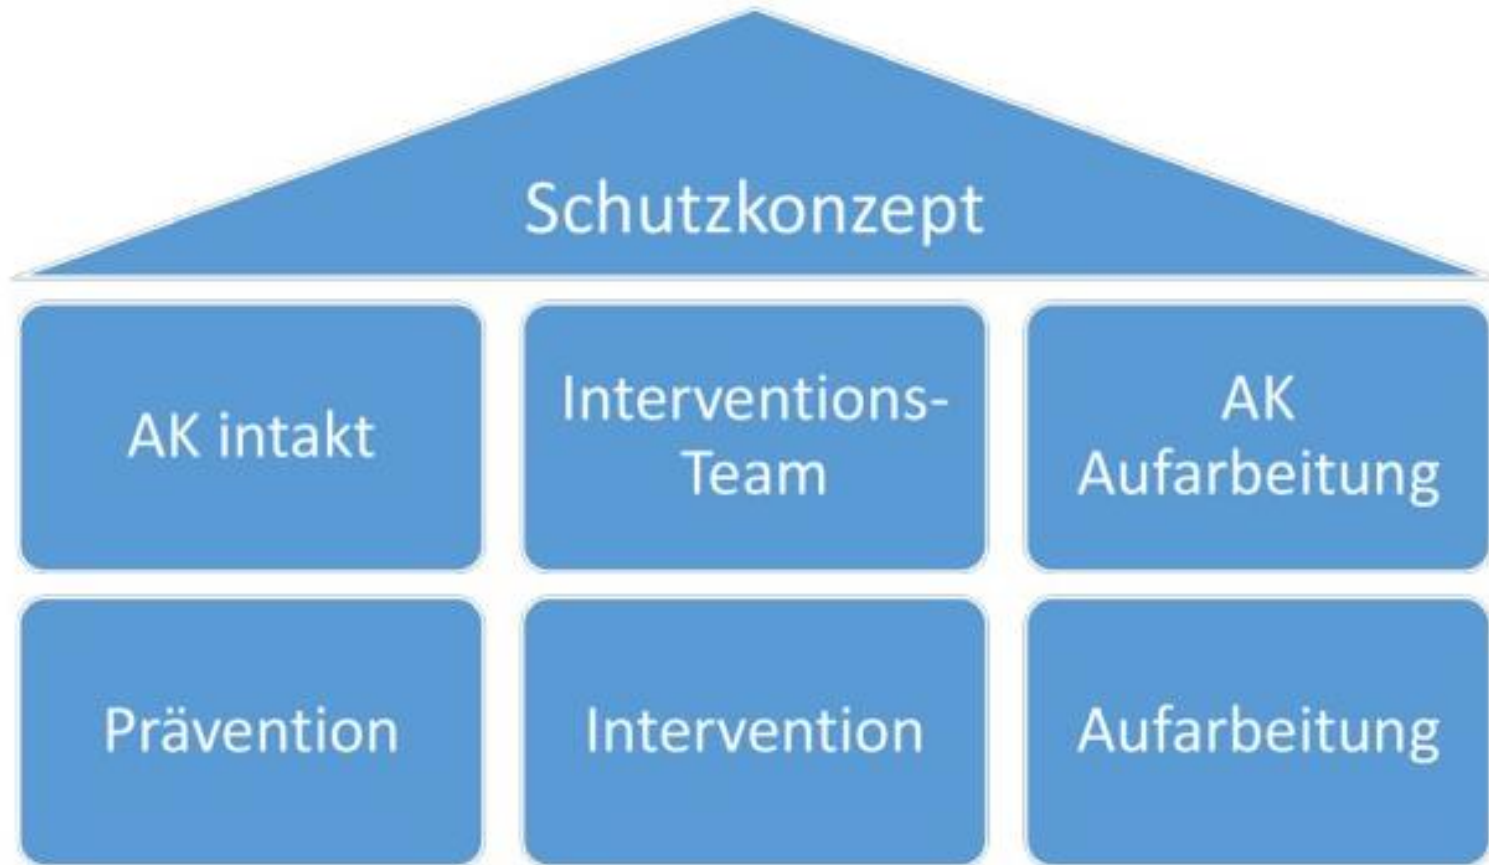 Schutzkonzept
AK intakt
Interventions-
Team
AK
Aufarbeitung
Prävention
Intervention
Aufarbeitung